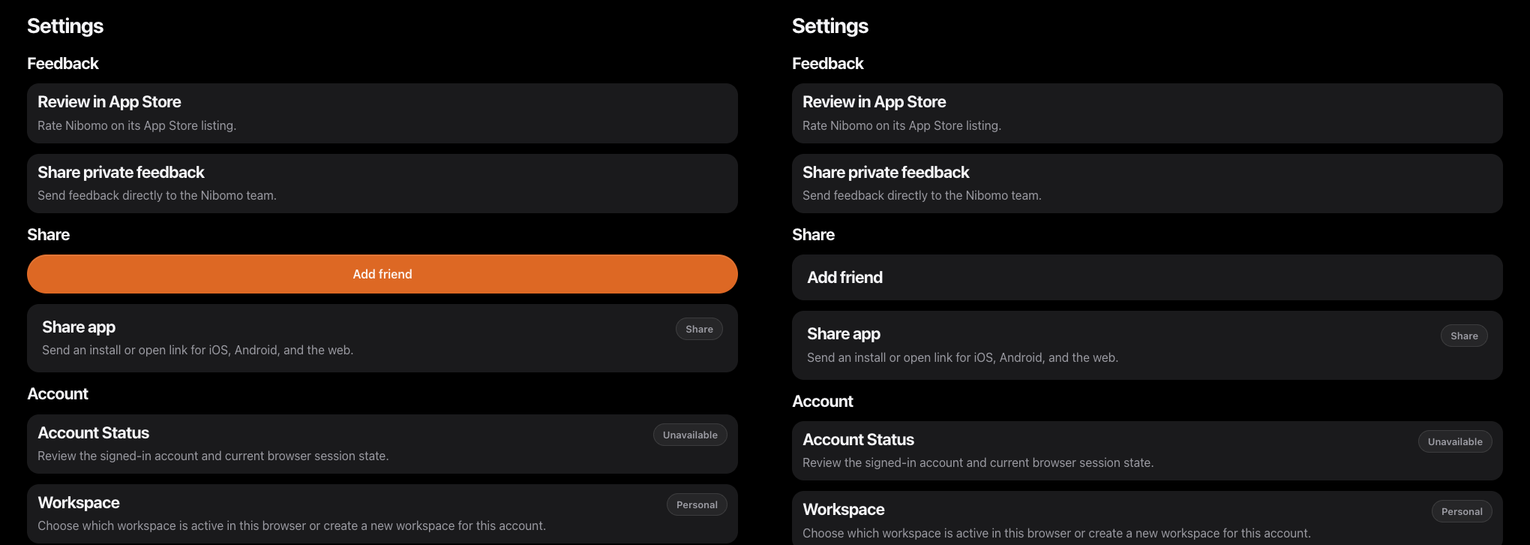 Settings
Feedback
Review in App Store
Rate Nibomo on its App Store listing.
Share private feedback
Send feedback directly to the Nibomo team.
Share
Add friend
Share app
Share
Send an install or open link for iOS, Android, and the web.
Account
Account Status
Unavailable
Review the signed-in account and current browser session state.
Workspace
Personal
Choose which workspace is active in this browser or create a new workspace for this account.
Settings
Feedback
Review in App Store
Rate Nibomo on its App Store listing.
Share private feedback
Send feedback directly to the Nibomo team.
Share
Add friend
Share app
Share
Send an install or open link for iOS, Android, and the web.
Account
Account Status
Unavailable
Review the signed-in account and current browser session state.
Workspace
Personal
Choose which workspace is active in this browser or create a new workspace for this account.